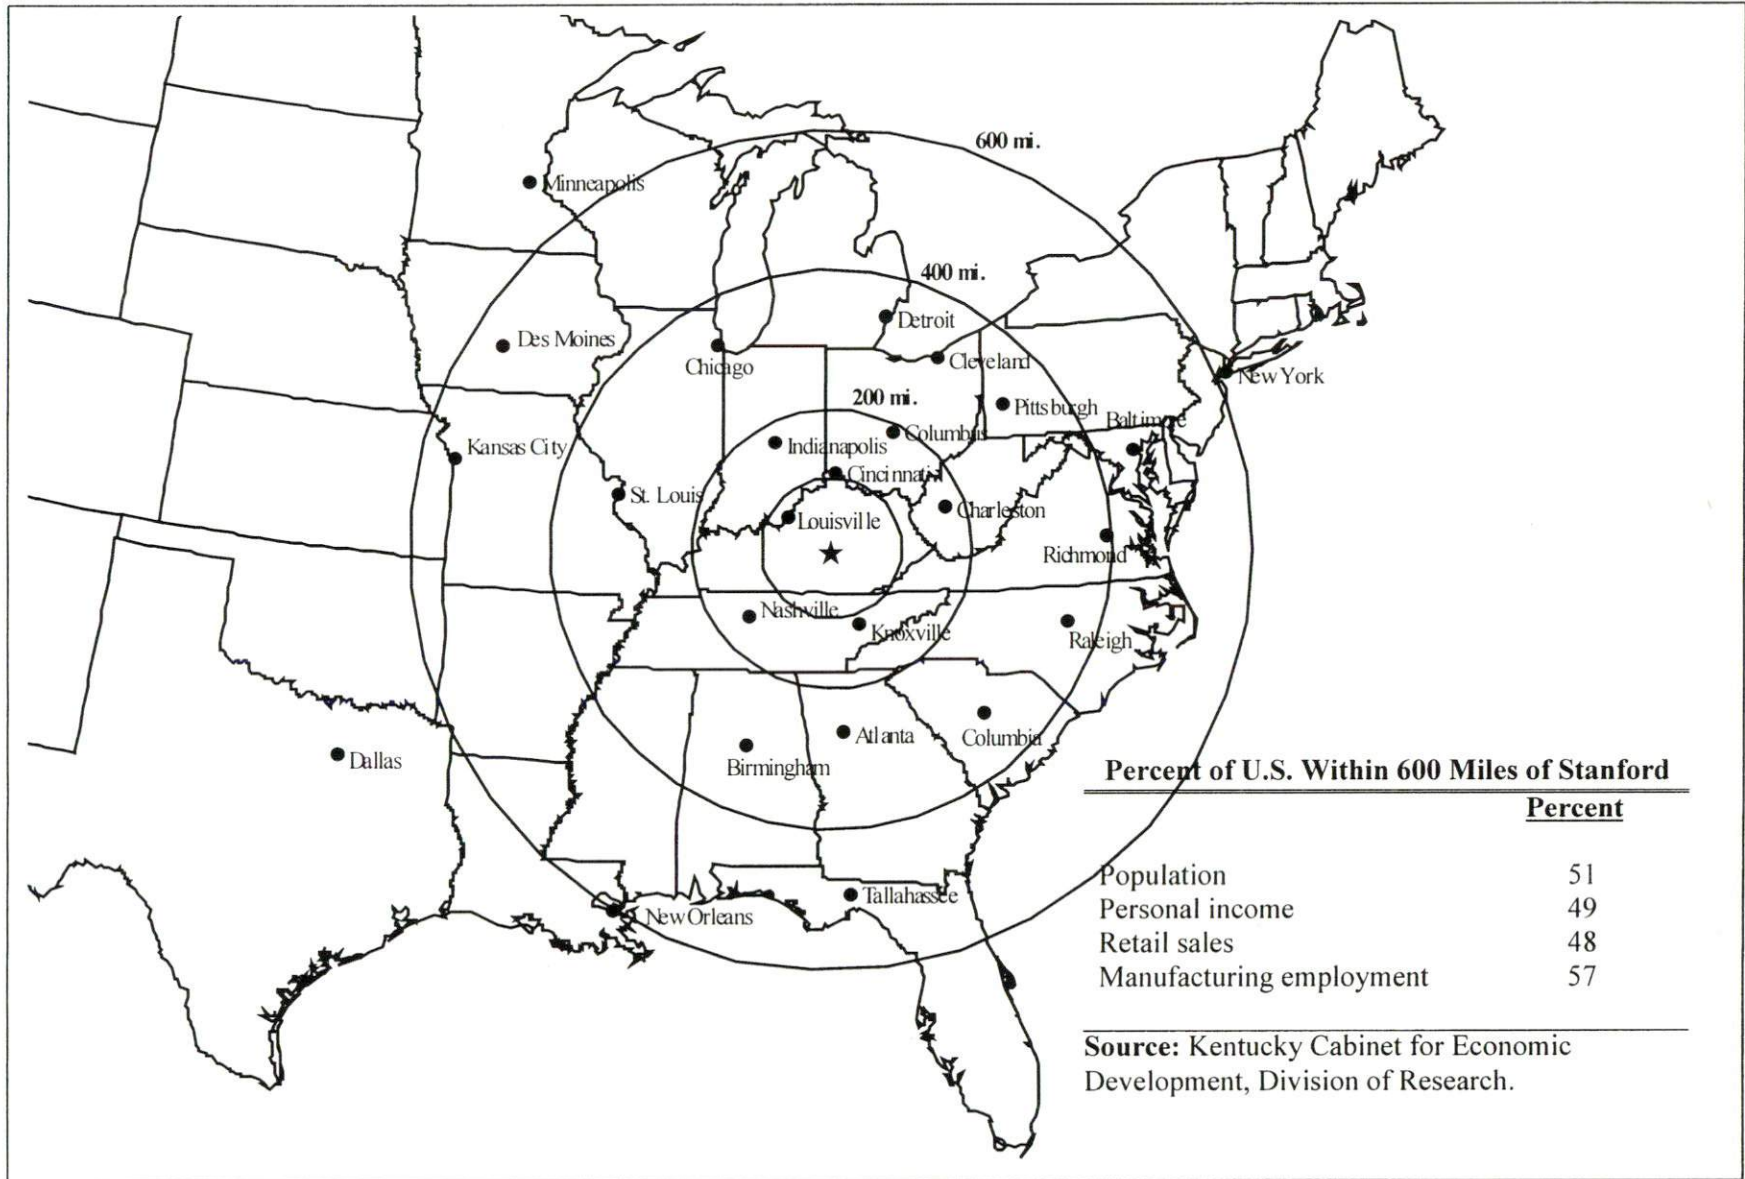 600 mi.
Minneapolis
400 mi.
Detroit
Des Moines
Chicago
Cleveland
New York
200 mi.
Pittsburgh
Baltimore
Columbus
Indianapolis
Kansas City
Cincinnati
St. Louis
Charleston
Louisville
Richmond
Nashville
Knoxville
Raleigh
Atlanta
Columbia
Dallas
Birmingham
Percent of U.S. Within 600 Miles of Stanford
Percent
Population 51
Tallahassee
Personal income 49
New Orleans
Retail sales 48
Manufacturing employment 57
Source: Kentucky Cabinet for Economic
Development, Division of Research.